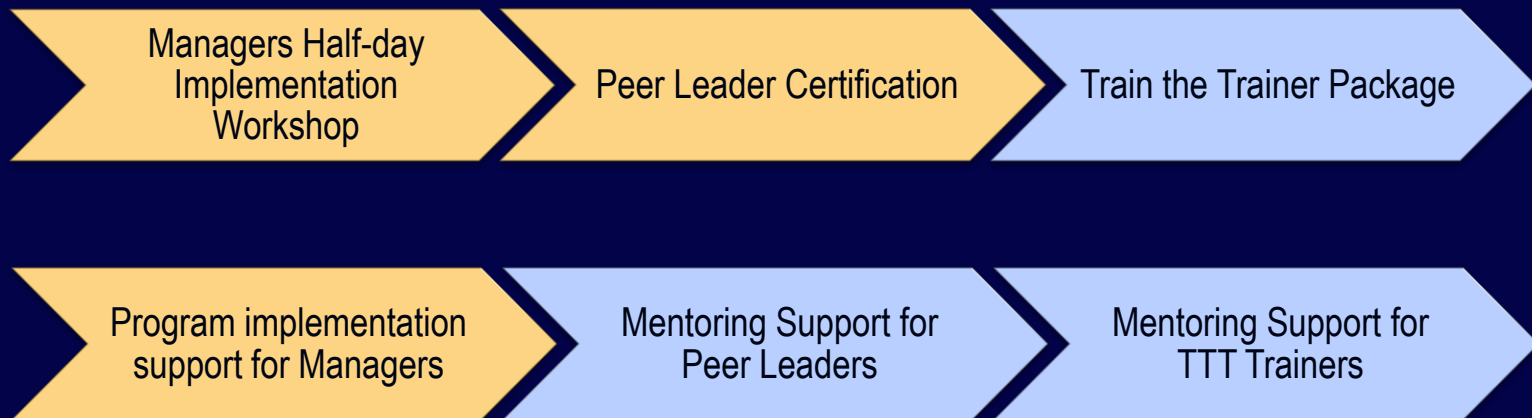 Managers Half-day
Implementation
Workshop
Peer Leader Certification
Train the Trainer Package
Program implementation
support for Managers
Mentoring Support for
Peer Leaders
Mentoring Support for
TTT Trainers